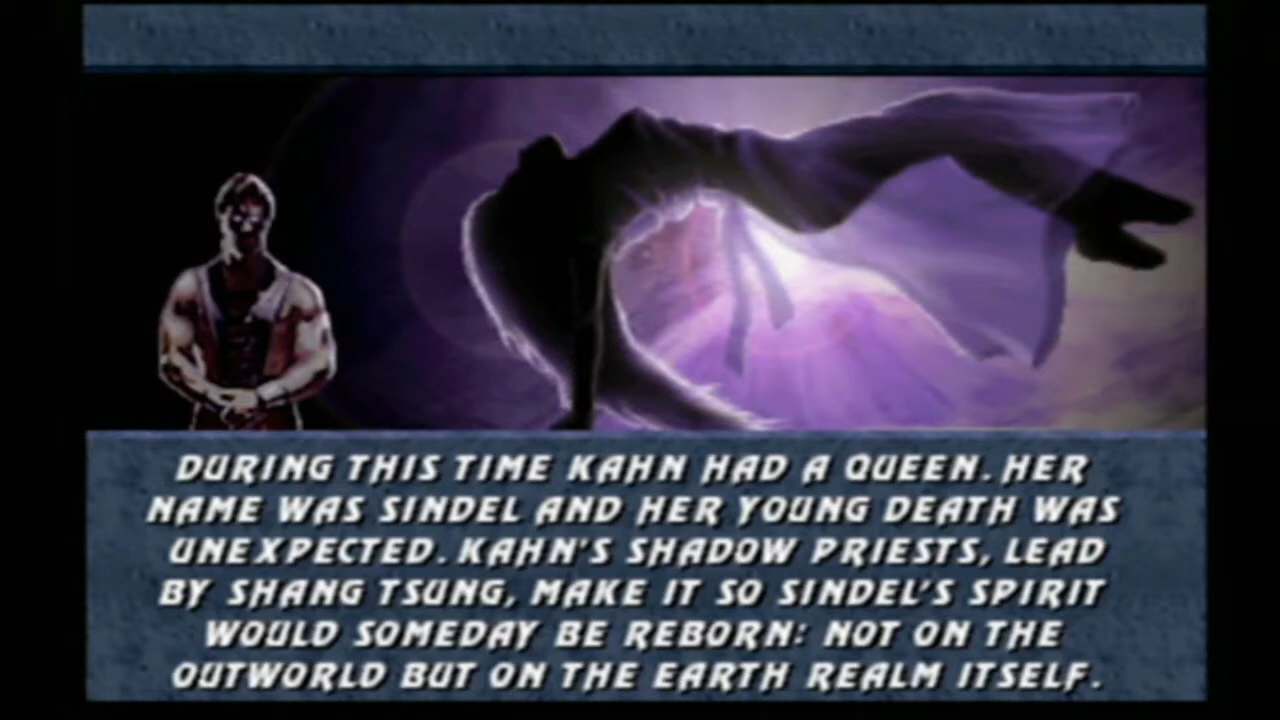 DURING THIS TIME KAHN HAD A QUEEN. HER
NAME WAS SINDEL AND HER YOUNG DEATH WAS
UNEXPECTED. KAHN'S SHADOW PRIESTS, LEAD
BY SHANG TSUNG, MAKE IT SO SINDEL'S SPIRIT
WOULD SOMEDAY BE REBORN: NOT ON THE
OUTWORLD BUT ON THE EARTH REALM ITSELF.